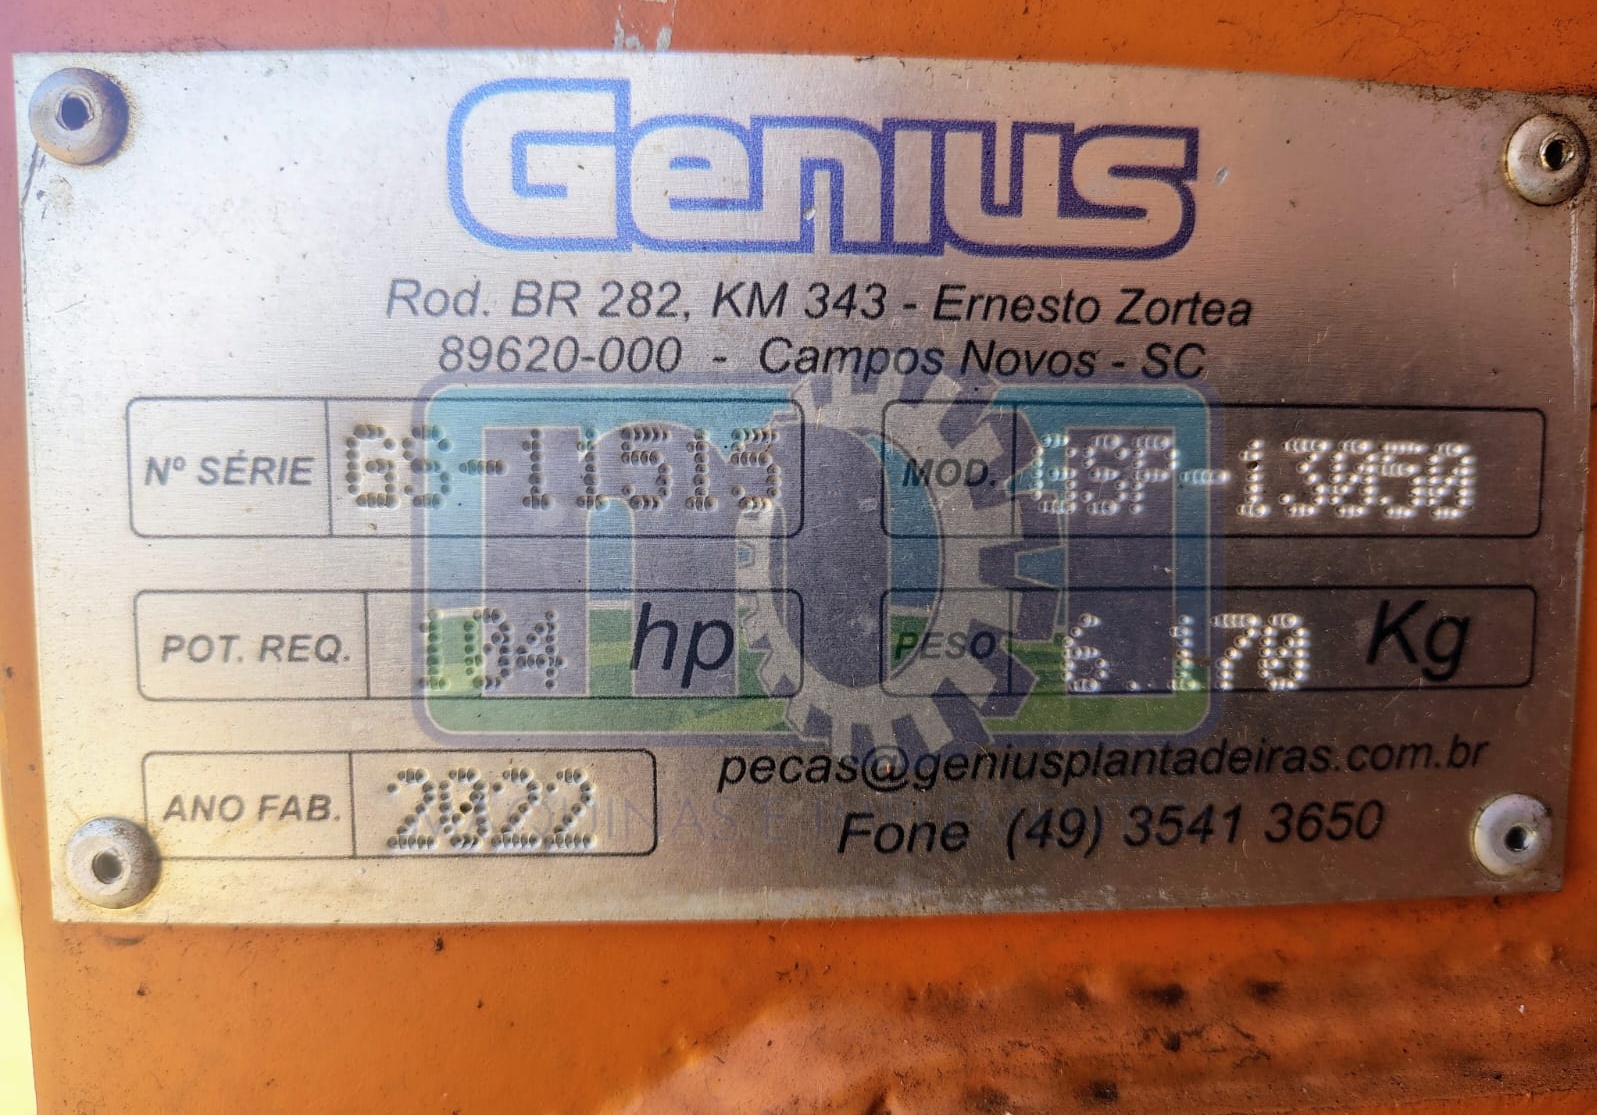 Genius
Rod. BR 282, KM 343 - Ernesto Zortea
89620-000 - Campos Novos - SC
Nº SÉRIE GS-11515 MOD. GSP-13050
POT. REQ. 104 hp PESO 6.170 Kg
ANO FAB. 2022
pecas@geniusplantadeiras.com.br
Fone (49) 3541 3650